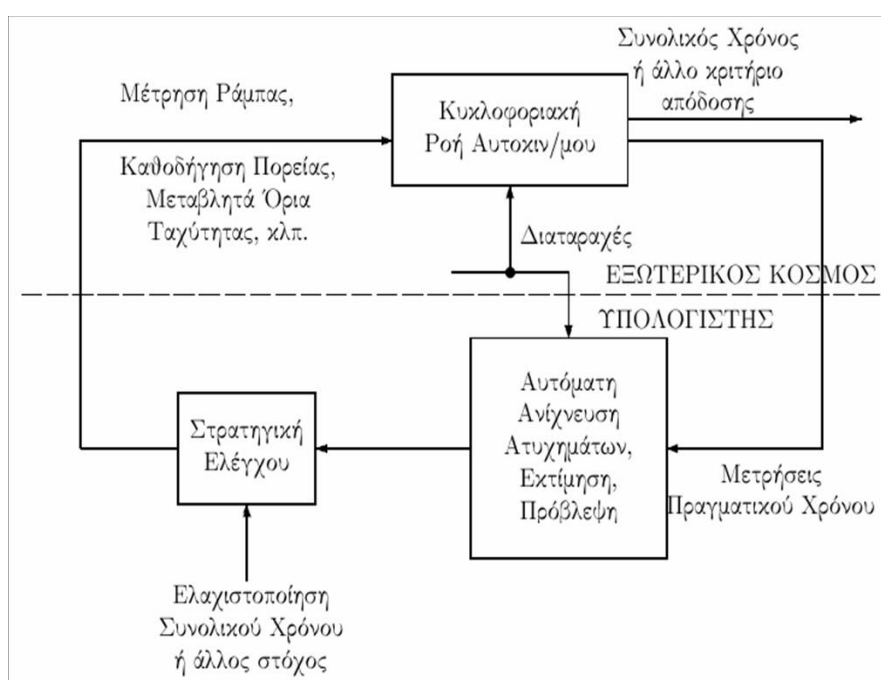 Συνολικός Χρόνος
ή άλλο κριτήριο
απόδοσης
Μέτρηση Ράμπας,
Κυκλοφοριακή
Ροή Αυτοκιν/μου
Καθοδήγηση Πορείας,
Μεταβλητά Όρια
Ταχύτητας, κλπ.
Διαταραχές
ΕΞΩΤΕΡΙΚΟΣ ΚΟΣΜΟΣ
ΥΠΟΛΟΓΙΣΤΗΣ
Αυτόματη
Ανίχνευση
Ατυχημάτων,
Εκτίμηση,
Πρόβλεψη
Στρατηγική
Ελέγχου
Μετρήσεις
Πραγματικού Χρόνου
Ελαχιστοποίηση
Συνολικού Χρόνου
ή άλλος στόχος